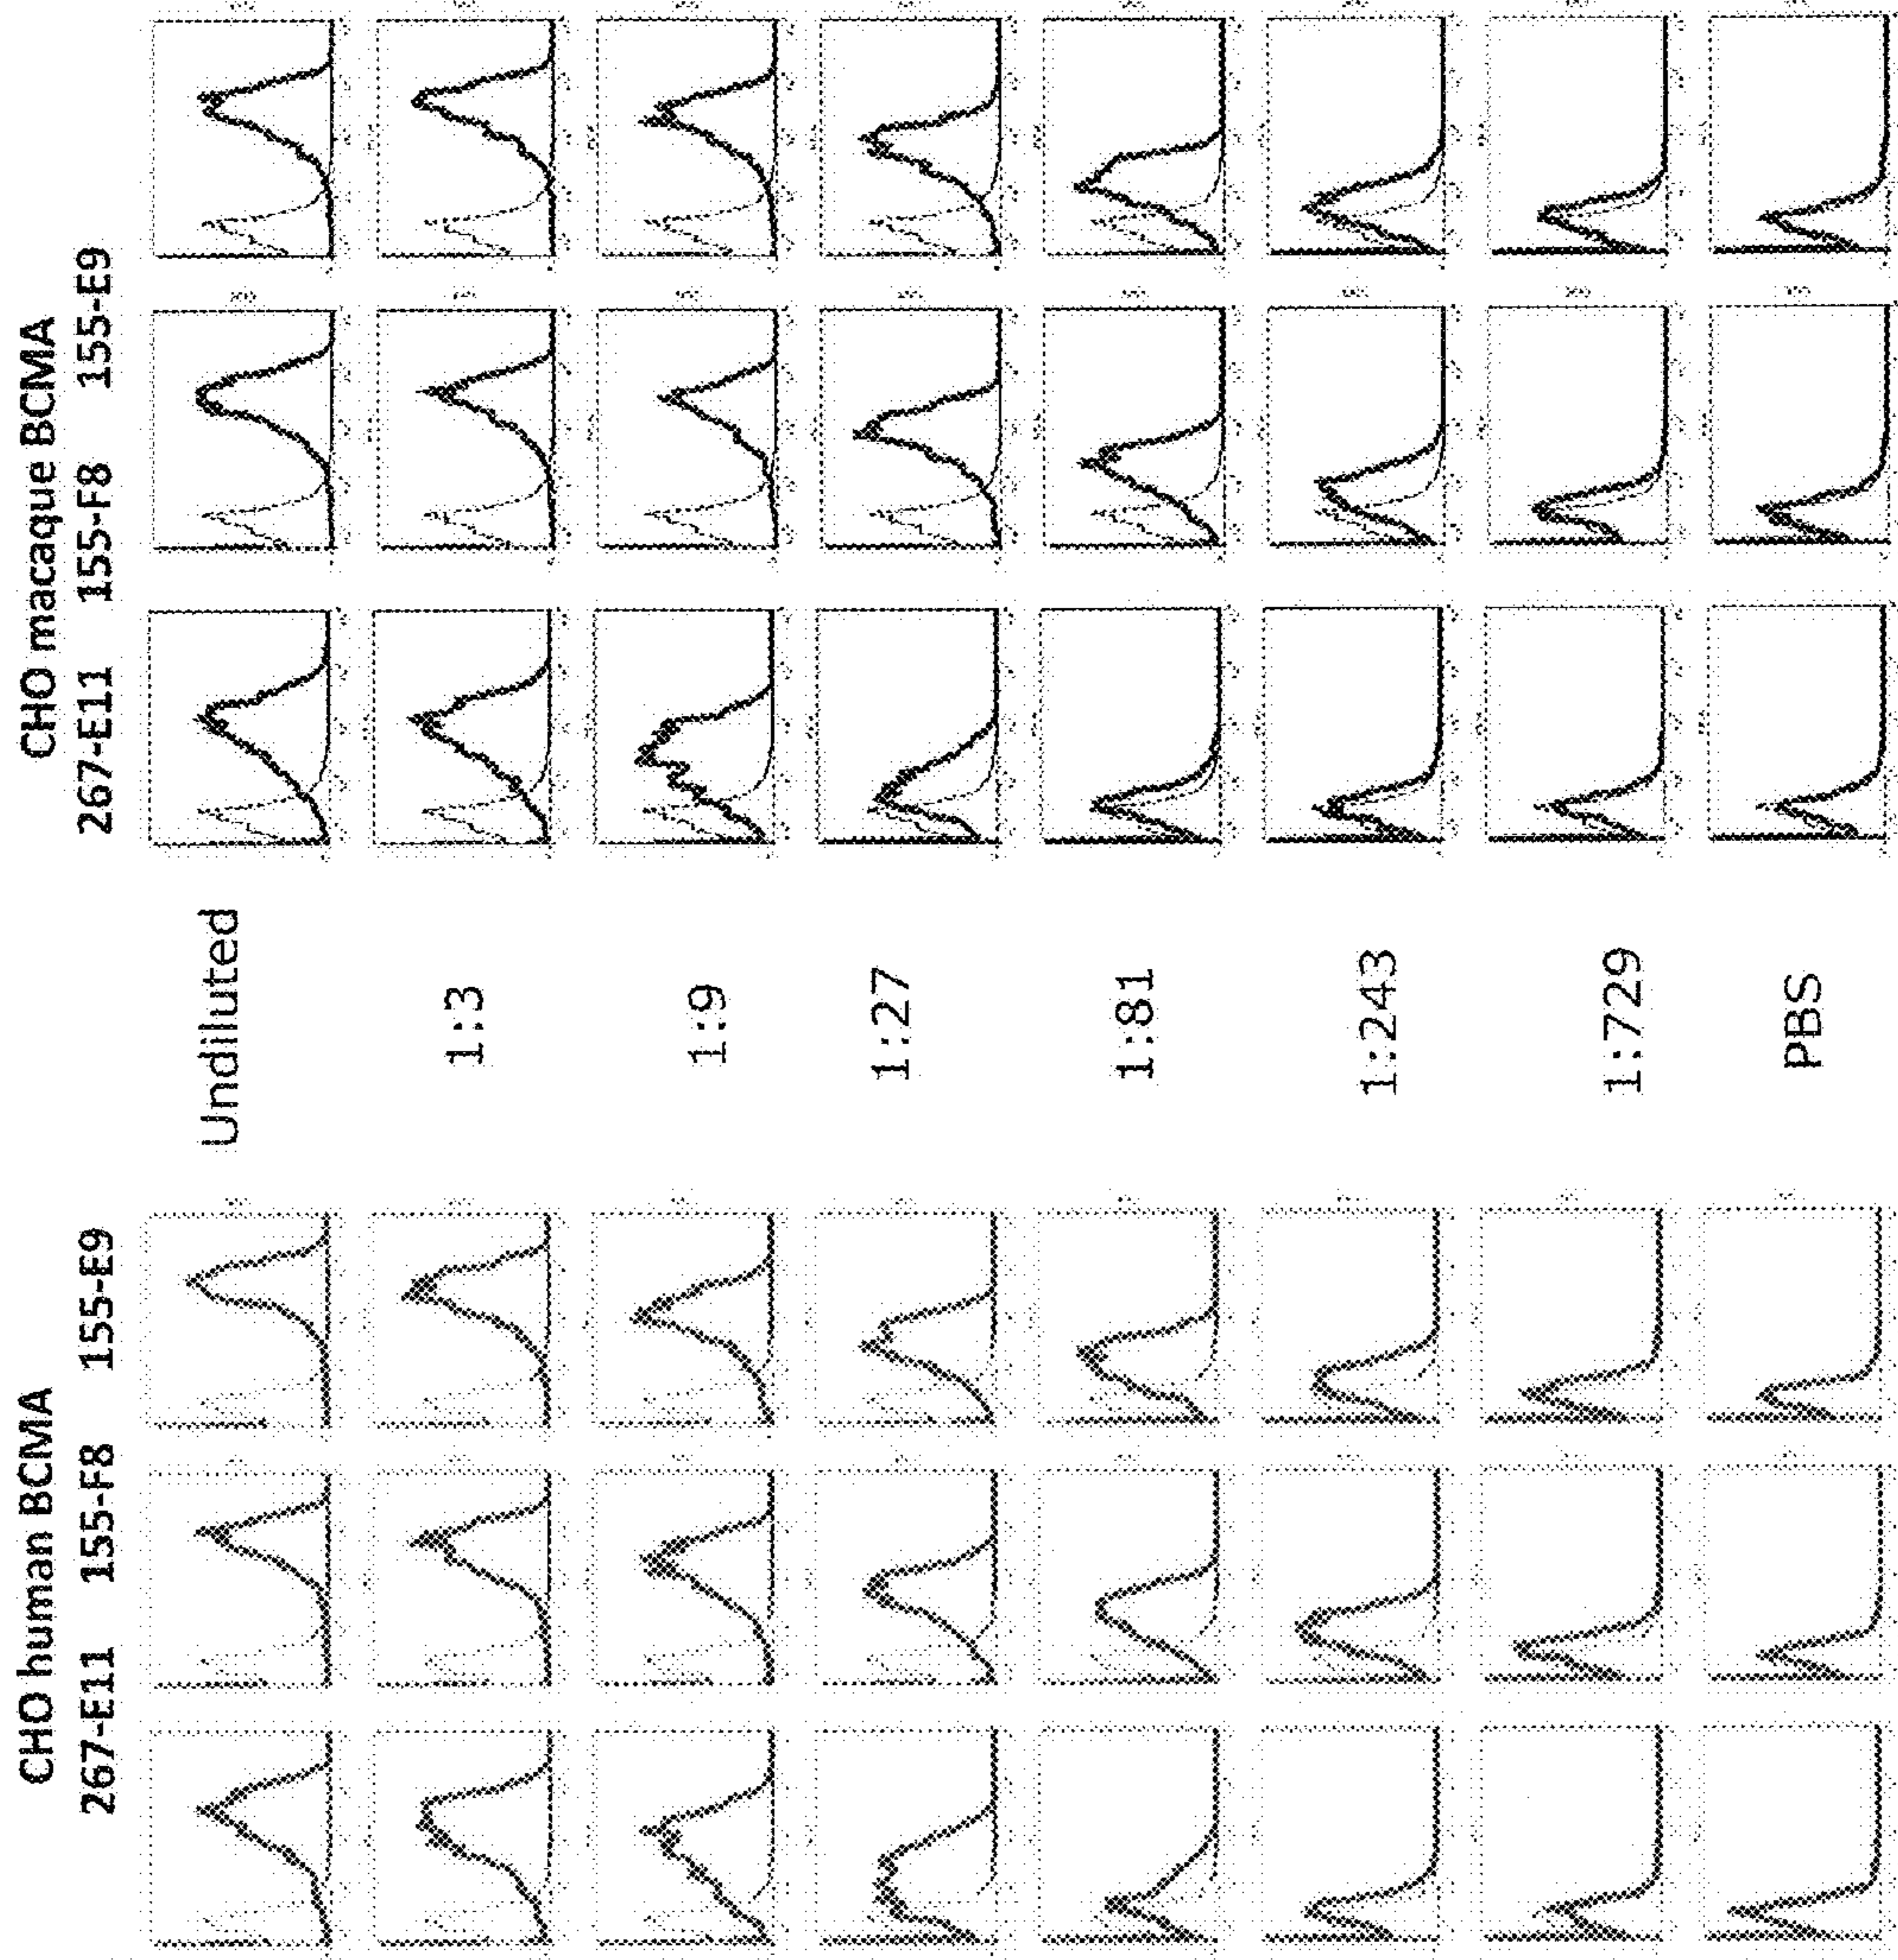 CHO human BCMA
267-E11 155-F8 155-E9
CHO macaque BCMA
267-E11 155-F8 155-E9
Undiluted
1:3
1:9
1:27
1:81
1:243
1:729
PBS